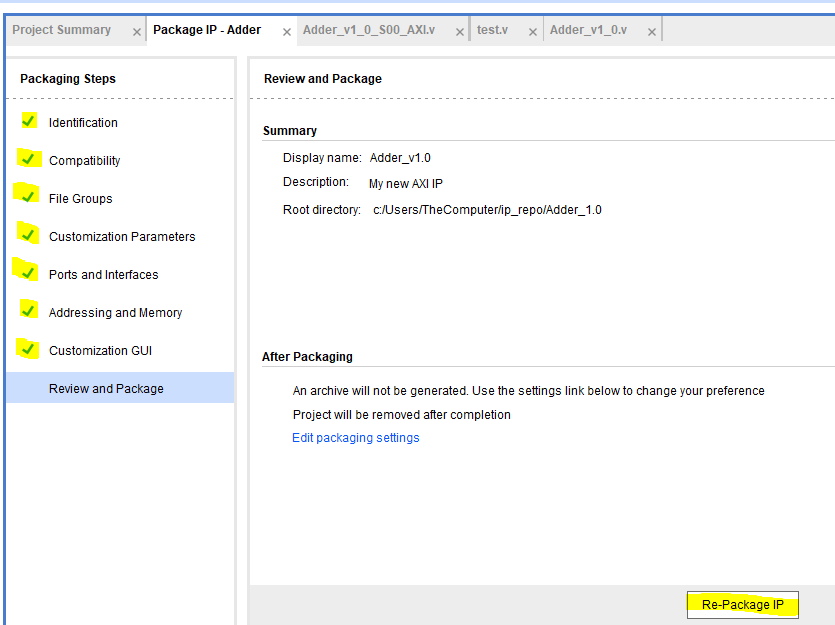 Project Summary
Package IP - Adder
Adder_v1_0_S00_AXI.v
test.v
Adder_v1_0.v
Packaging Steps
Identification
Compatibility
File Groups
Customization Parameters
Ports and Interfaces
Addressing and Memory
Customization GUI
Review and Package
Review and Package
Summary
Display name: Adder_v1.0
Description: My new AXI IP
Root directory: c:/Users/TheComputer/ip_repo/Adder_1.0
After Packaging
An archive will not be generated. Use the settings link below to change your preference
Project will be removed after completion
Edit packaging settings
Re-Package IP